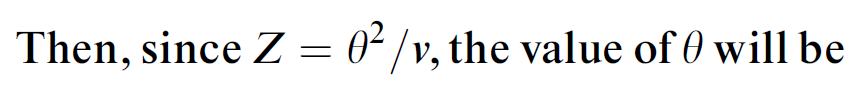 Then, since Z = θ²/v, the value of θ will be